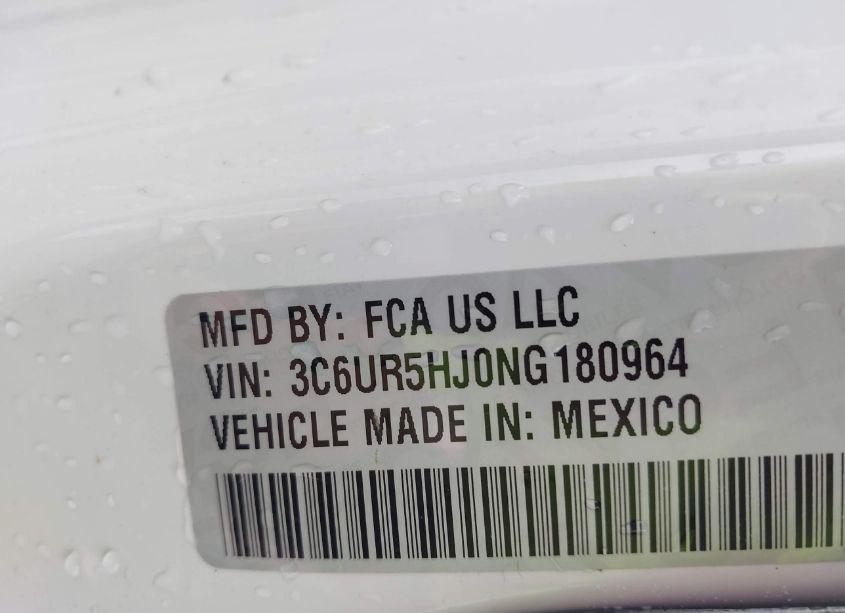 MFD BY: FCA US LLC
VIN: 3C6UR5HJ0NG180964
VEHICLE MADE IN: MEXICO